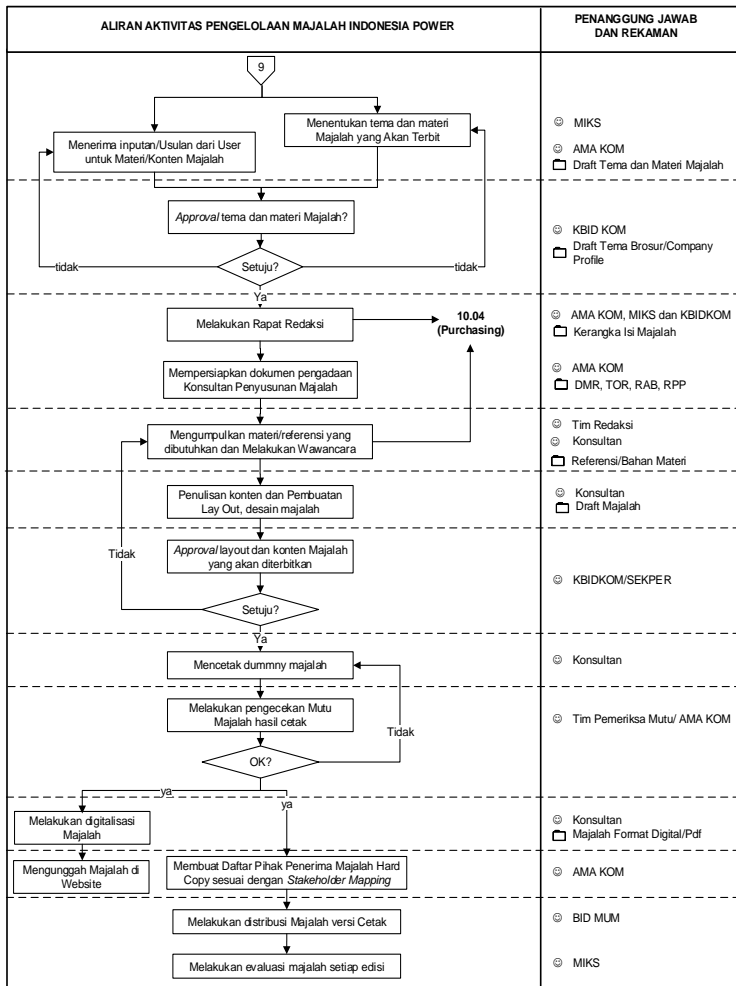 ALIRAN AKTIVITAS PENGELOLAAN MAJALAH INDONESIA POWER
PENANGGUNG JAWAB
DAN REKAMAN
9
Menerima inputan/Usulan dari User
untuk Materi/Konten Majalah
Menentukan tema dan materi
Majalah yang Akan Terbit
MIKS
AMA KOM
Draft Tema dan Materi Majalah
Approval tema dan materi Majalah?
tidak
Setuju?
tidak
Ya
KBID KOM
Draft Tema Brosur/Company
Profile
Melakukan Rapat Redaksi
10.04
(Purchasing)
AMA KOM, MIKS dan KBIDKOM
Kerangka Isi Majalah
Mempersiapkan dokumen pengadaan
Konsultan Penyusunan Majalah
AMA KOM
DMR, TOR, RAB, RPP
Mengumpulkan materi/referensi yang
dibutuhkan dan Melakukan Wawancara
Tim Redaksi
Konsultan
Referensi/Bahan Materi
Penulisan konten dan Pembuatan
Lay Out, desain majalah
Konsultan
Draft Majalah
Tidak
Approval layout dan konten Majalah
yang akan diterbitkan
Setuju?
Ya
KBIDKOM/SEKPER
Mencetak dummny majalah
Konsultan
Melakukan pengecekan Mutu
Majalah hasil cetak
Tidak
OK?
ya
ya
Tim Pemeriksa Mutu/ AMA KOM
Melakukan digitalisasi
Majalah
Konsultan
Majalah Format Digital/Pdf
Mengunggah Majalah di
Website
Membuat Daftar Pihak Penerima Majalah Hard
Copy sesuai dengan Stakeholder Mapping
AMA KOM
Melakukan distribusi Majalah versi Cetak
BID MUM
Melakukan evaluasi majalah setiap edisi
MIKS